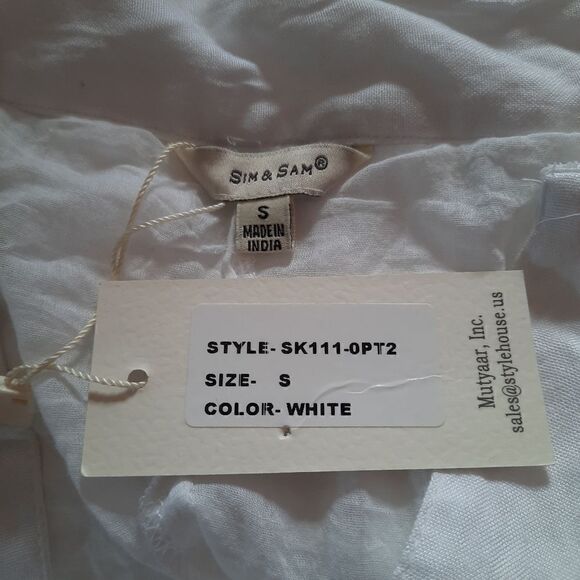 SIM & SAM®
S
MADE IN
INDIA
STYLE- SK111-0PT2
SIZE- S
COLOR- WHITE
Mutyaar, Inc.
sales@stylehouse.us